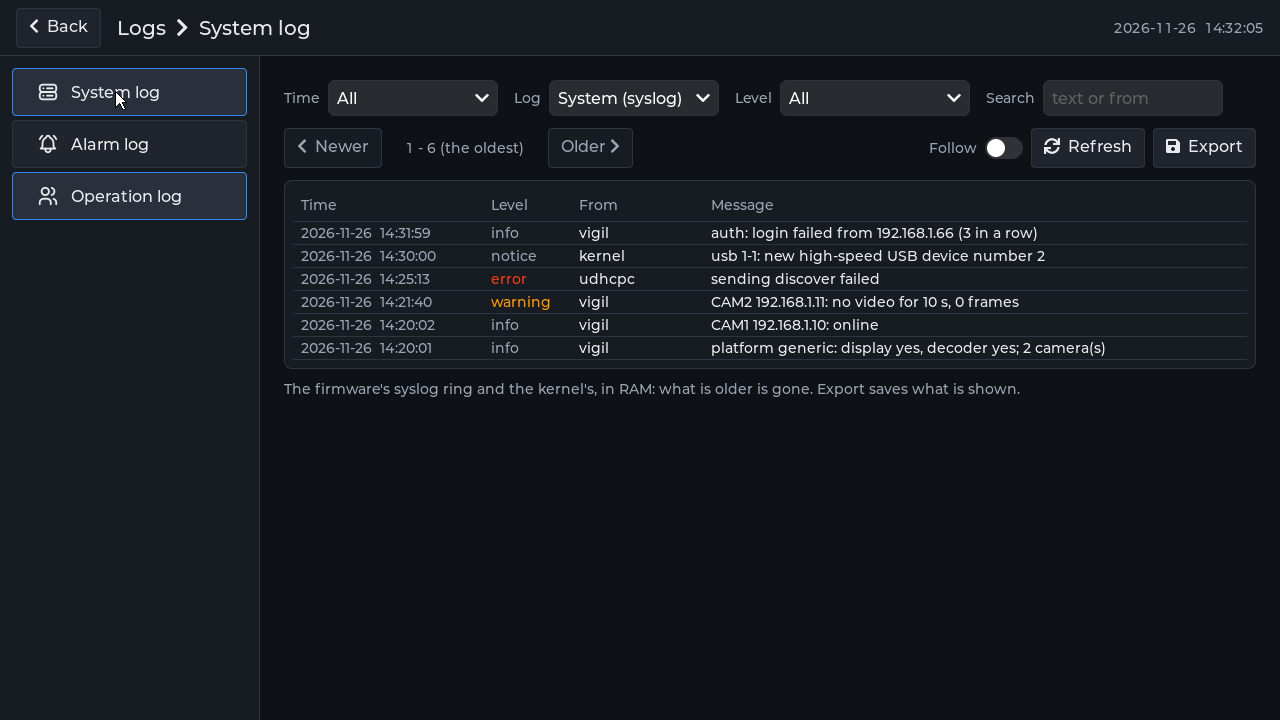 Back Logs System log 2026-11-26 14:32:05
System log
Alarm log
Operation log
Time All Log System (syslog) Level All Search text or from
Newer 1 - 6 (the oldest) Older Follow Refresh Export
Time Level From Message
2026-11-26 14:31:59 info vigil auth: login failed from 192.168.1.66 (3 in a row)
2026-11-26 14:30:00 notice kernel usb 1-1: new high-speed USB device number 2
2026-11-26 14:25:13 error udhcpc sending discover failed
2026-11-26 14:21:40 warning vigil CAM2 192.168.1.11: no video for 10 s, 0 frames
2026-11-26 14:20:02 info vigil CAM1 192.168.1.10: online
2026-11-26 14:20:01 info vigil platform generic: display yes, decoder yes; 2 camera(s)
The firmware's syslog ring and the kernel's, in RAM: what is older is gone. Export saves what is shown.